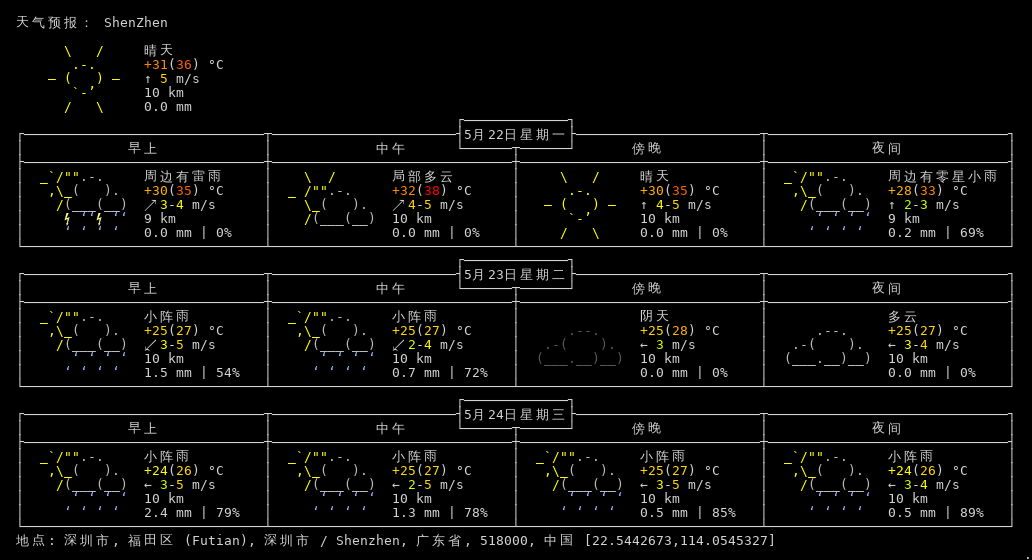 天气预报: ShenZhen
晴天
+31(36) °C
↑ 5 m/s
10 km
0.0 mm
5月22日星期一
早上 中午 傍晚 夜间
周边有雷雨 局部多云 晴天 周边有零星小雨
+30(35) °C +32(38) °C +30(35) °C +28(33) °C
↗ 3-4 m/s ↗ 4-5 m/s ↑ 4-5 m/s ↑ 2-3 m/s
9 km 10 km 10 km 9 km
0.0 mm | 0% 0.0 mm | 0% 0.0 mm | 0% 0.2 mm | 69%
5月23日星期二
早上 中午 傍晚 夜间
小阵雨 小阵雨 阴天 多云
+25(27) °C +25(27) °C +25(28) °C +25(27) °C
↙ 3-5 m/s ↙ 2-4 m/s ← 3 m/s ← 3-4 m/s
10 km 10 km 10 km 10 km
1.5 mm | 54% 0.7 mm | 72% 0.0 mm | 0% 0.0 mm | 0%
5月24日星期三
早上 中午 傍晚 夜间
小阵雨 小阵雨 小阵雨 小阵雨
+24(26) °C +25(27) °C +25(27) °C +24(26) °C
← 3-5 m/s ← 2-5 m/s ← 3-5 m/s ← 3-4 m/s
10 km 10 km 10 km 10 km
2.4 mm | 79% 1.3 mm | 78% 0.5 mm | 85% 0.5 mm | 89%
地点: 深圳市, 福田区 (Futian), 深圳市 / Shenzhen, 广东省, 518000, 中国 [22.5442673,114.0545327]